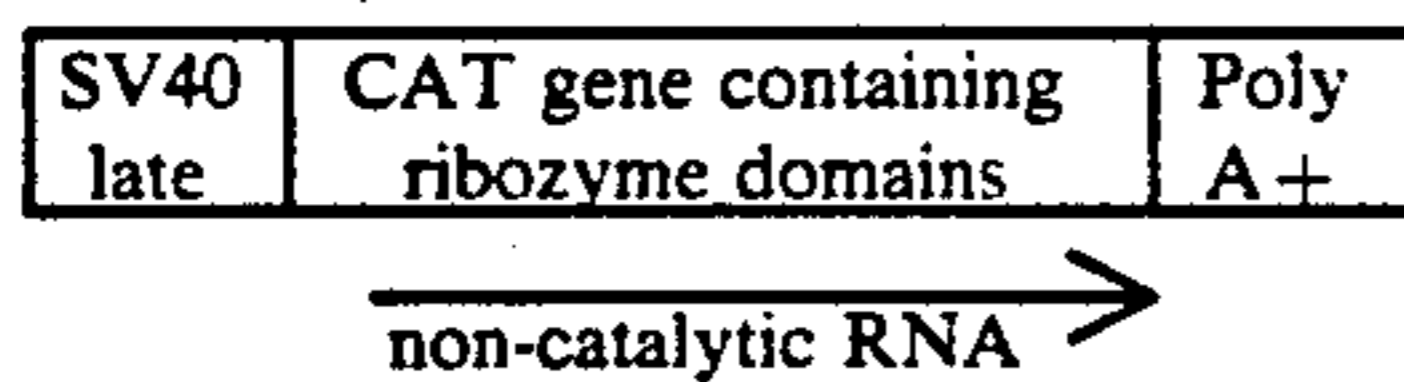 SV40 late
CAT gene containing ribozyme domains
Poly A +
non-catalytic RNA